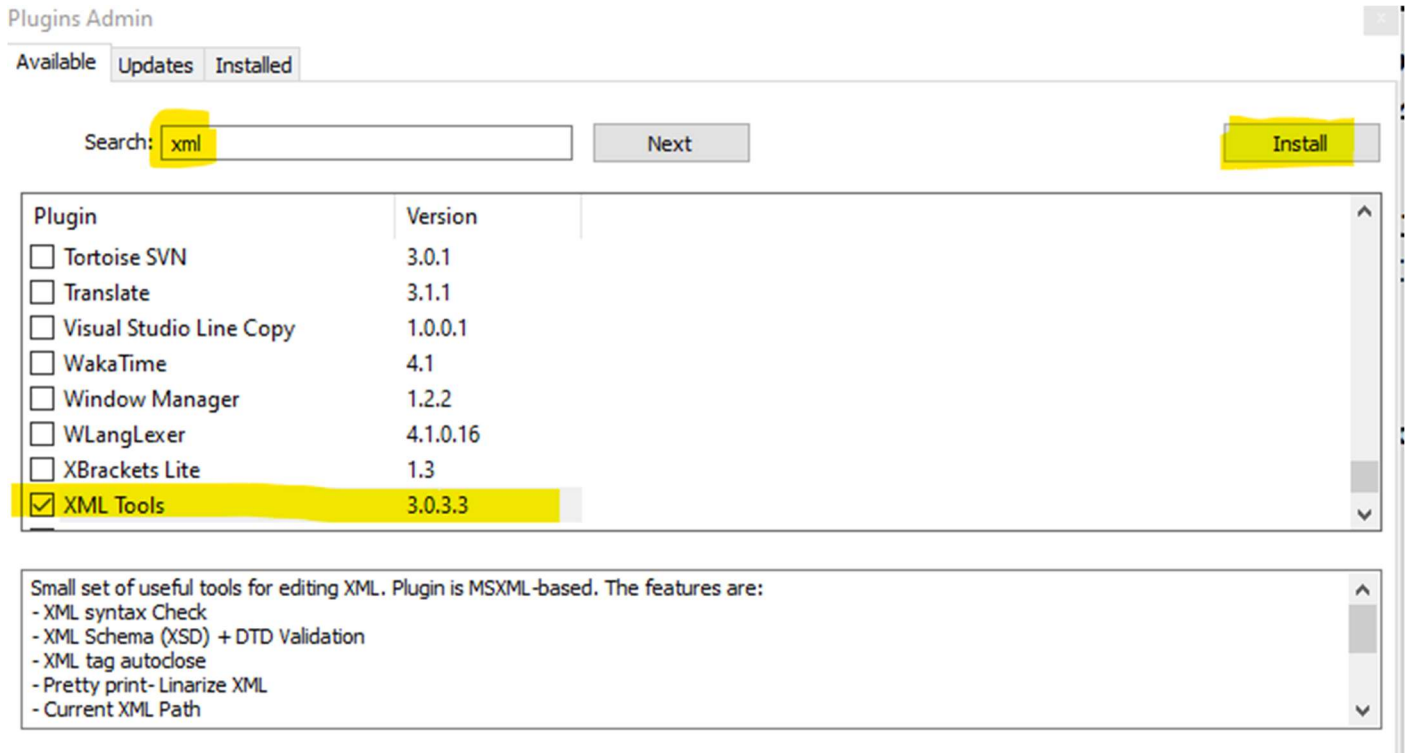 Plugins Admin
Available Updates Installed
Search: xml Next Install
Plugin Version
Tortoise SVN 3.0.1
Translate 3.1.1
Visual Studio Line Copy 1.0.0.1
WakaTime 4.1
Window Manager 1.2.2
WLangLexer 4.1.0.16
XBrackets Lite 1.3
XML Tools 3.0.3.3
Small set of useful tools for editing XML. Plugin is MSXML-based. The features are:
- XML syntax Check
- XML Schema (XSD) + DTD Validation
- XML tag autoclose
- Pretty print- Linarize XML
- Current XML Path